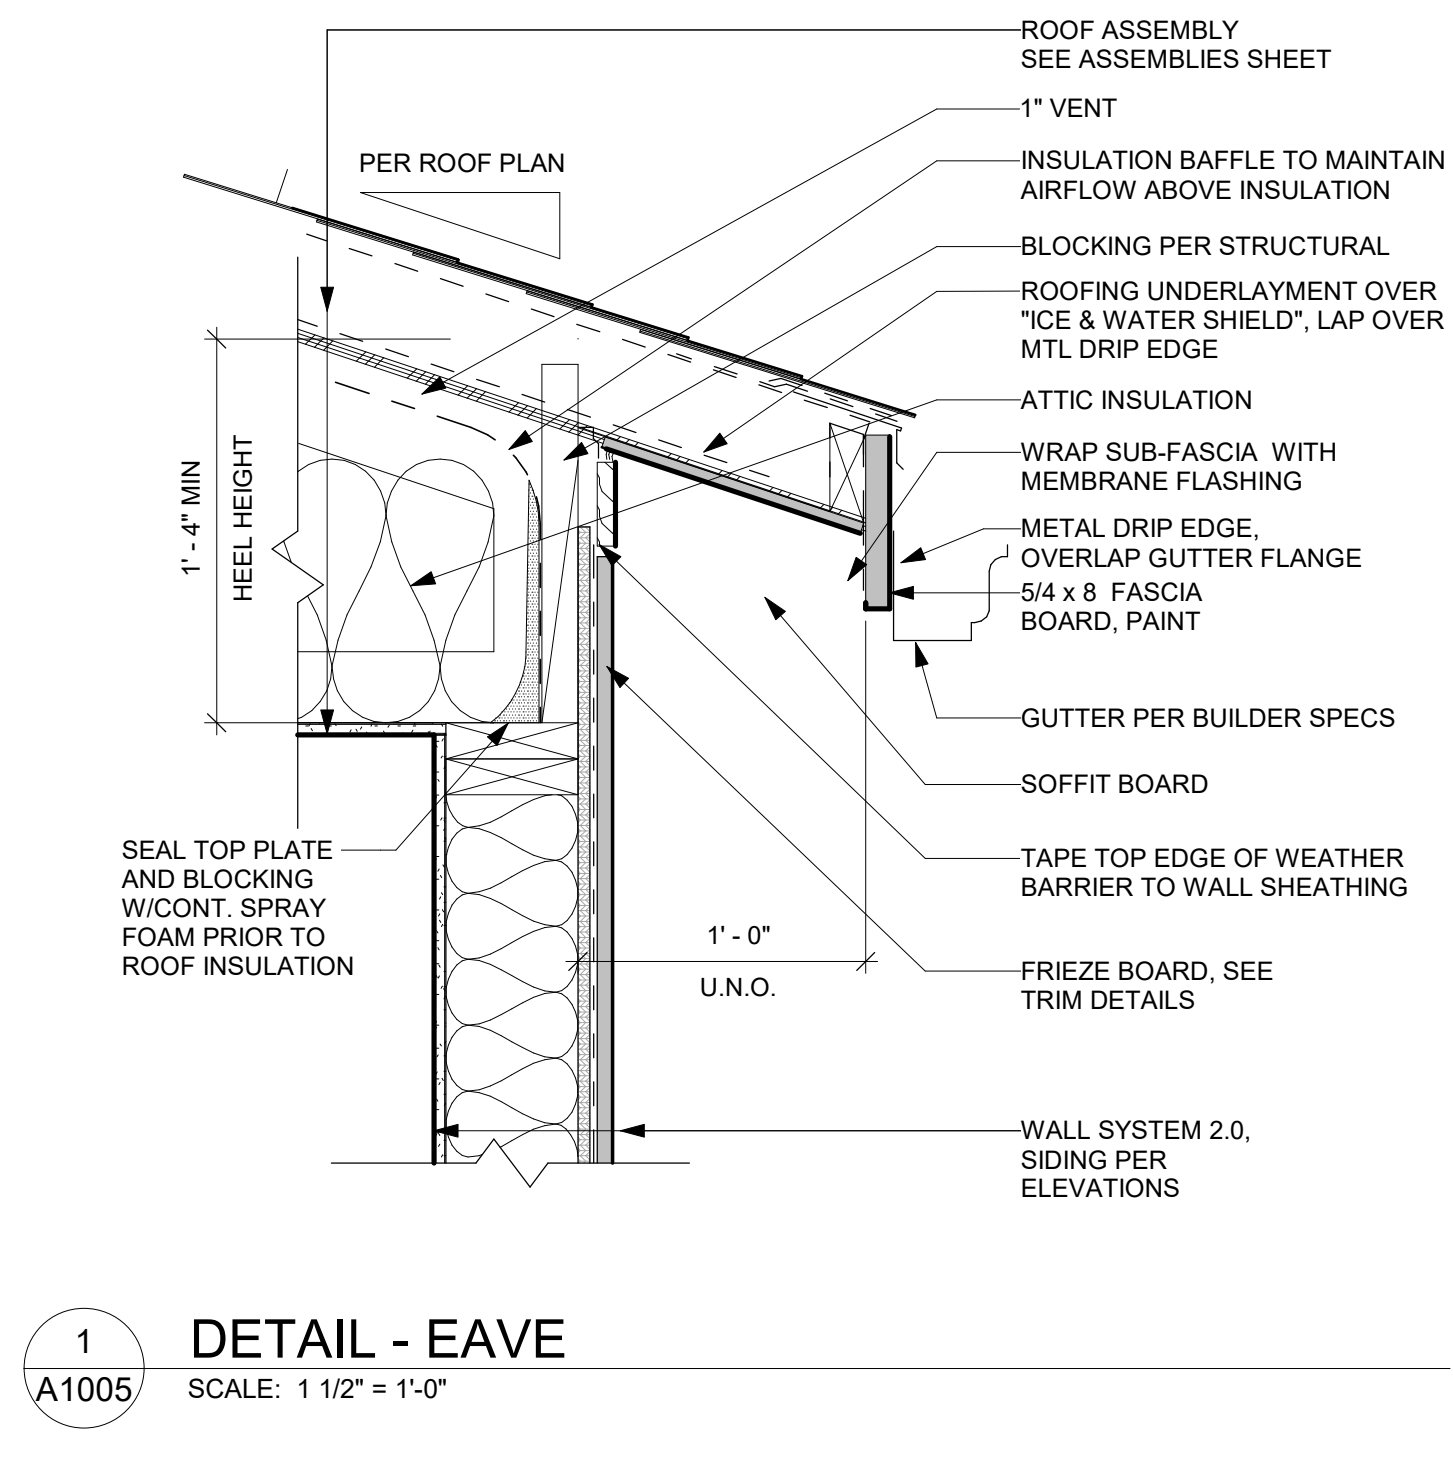 ROOF ASSEMBLY
SEE ASSEMBLIES SHEET
1" VENT
PER ROOF PLAN
INSULATION BAFFLE TO MAINTAIN
AIRFLOW ABOVE INSULATION
BLOCKING PER STRUCTURAL
ROOFING UNDERLAYMENT OVER
"ICE & WATER SHIELD", LAP OVER
MTL DRIP EDGE
ATTIC INSULATION
WRAP SUB-FASCIA WITH
MEMBRANE FLASHING
1' - 4" MIN
HEEL HEIGHT
METAL DRIP EDGE,
OVERLAP GUTTER FLANGE
5/4 x 8 FASCIA
BOARD, PAINT
GUTTER PER BUILDER SPECS
SOFFIT BOARD
SEAL TOP PLATE
AND BLOCKING
W/CONT. SPRAY
FOAM PRIOR TO
ROOF INSULATION
TAPE TOP EDGE OF WEATHER
BARRIER TO WALL SHEATHING
1' - 0"
U.N.O.
FRIEZE BOARD, SEE
TRIM DETAILS
WALL SYSTEM 2.0,
SIDING PER
ELEVATIONS
1
A1005
DETAIL - EAVE
SCALE: 1 1/2" = 1'-0"